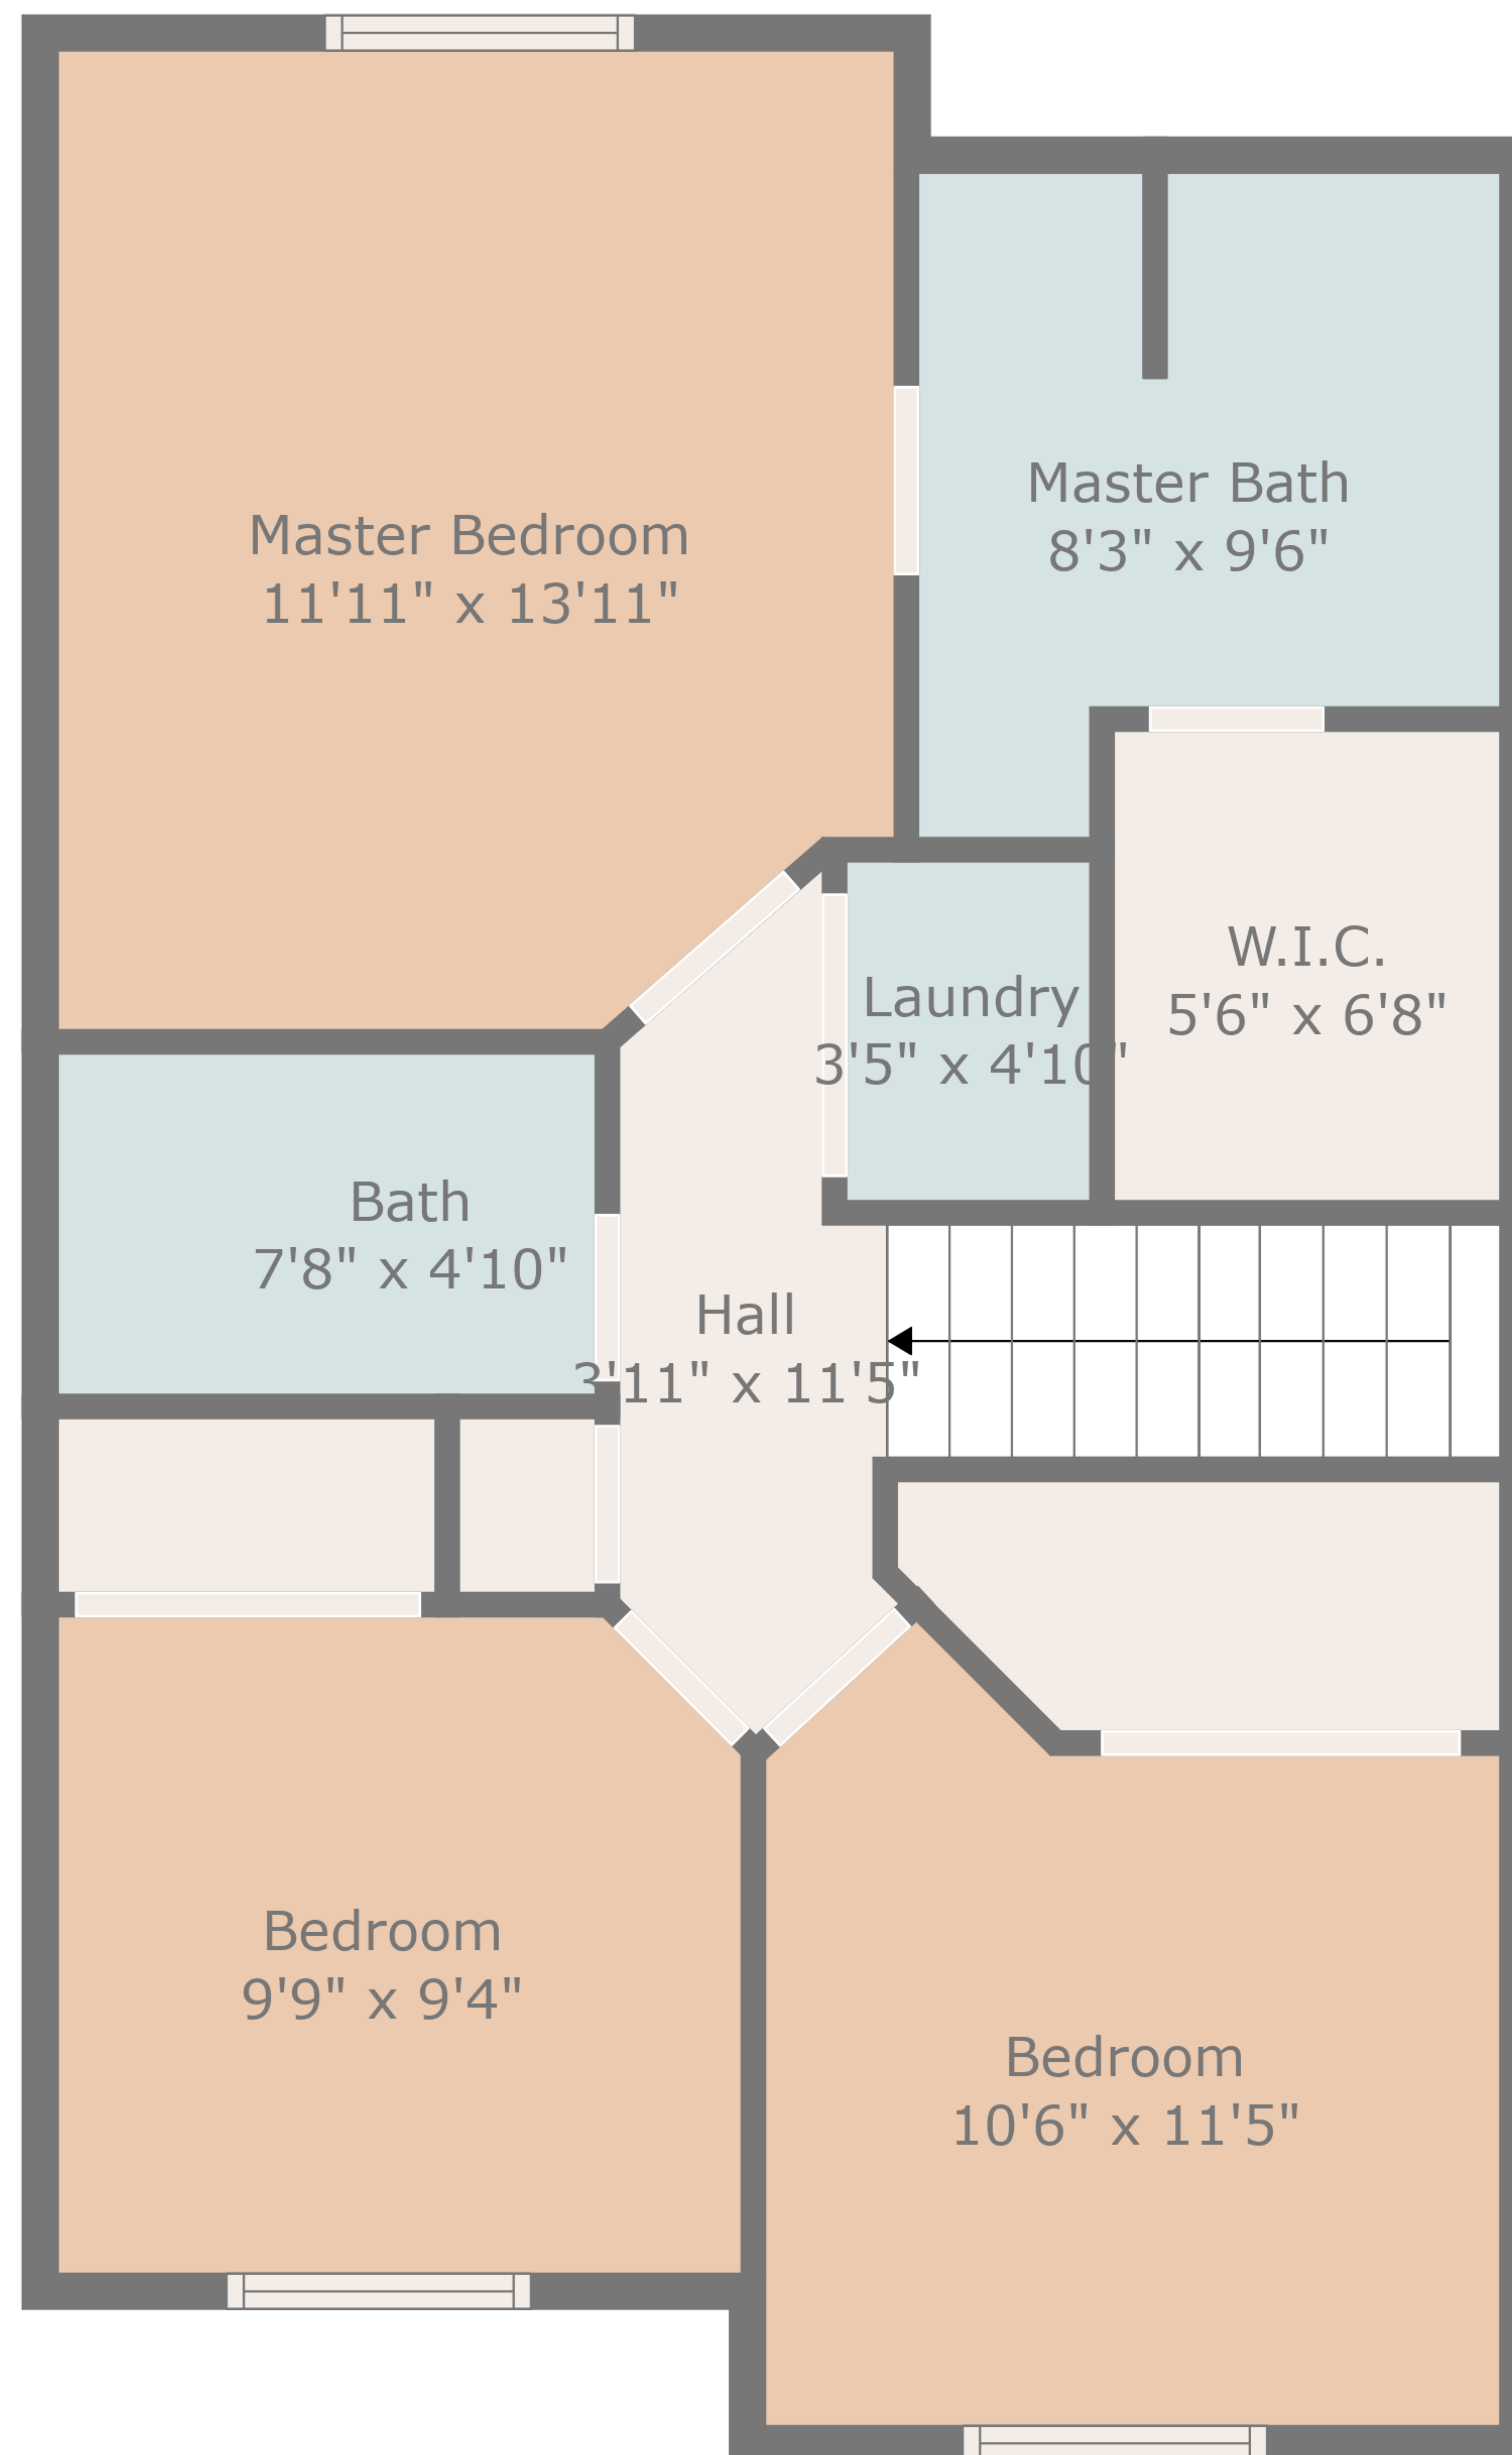 Master Bedroom
11'11" x 13'11"
Master Bath
8'3" x 9'6"
W.I.C.
5'6" x 6'8"
Laundry
3'5" x 4'10"
Bath
7'8" x 4'10"
Hall
3'11" x 11'5"
Bedroom
9'9" x 9'4"
Bedroom
10'6" x 11'5"